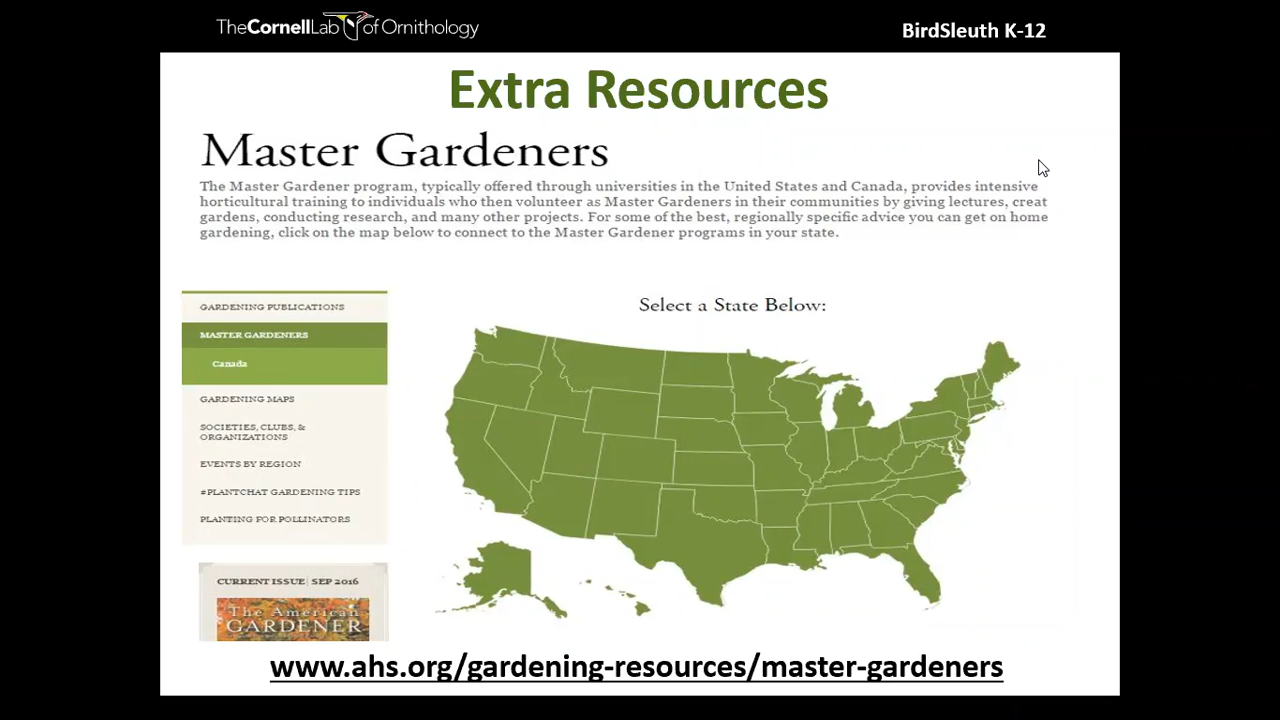 TheCornellLab of Ornithology
BirdSleuth K-12
Extra Resources
Master Gardeners
The Master Gardener program, typically offered through universities in the United States and Canada, provides intensive
horticultural training to individuals who then volunteer as Master Gardeners in their communities by giving lectures, creat
gardens, conducting research, and many other projects. For some of the best, regionally specific advice you can get on home
gardening, click on the map below to connect to the Master Gardener programs in your state.
GARDENING PUBLICATIONS
MASTER GARDENERS
Canada
GARDENING MAPS
SOCIETIES, CLUBS, &
ORGANIZATIONS
EVENTS BY REGION
#PLANTCHAT GARDENING TIPS
PLANTING FOR POLLINATORS
CURRENT ISSUE | SEP 2016
The American
GARDENER
Select a State Below:
www.ahs.org/gardening-resources/master-gardeners